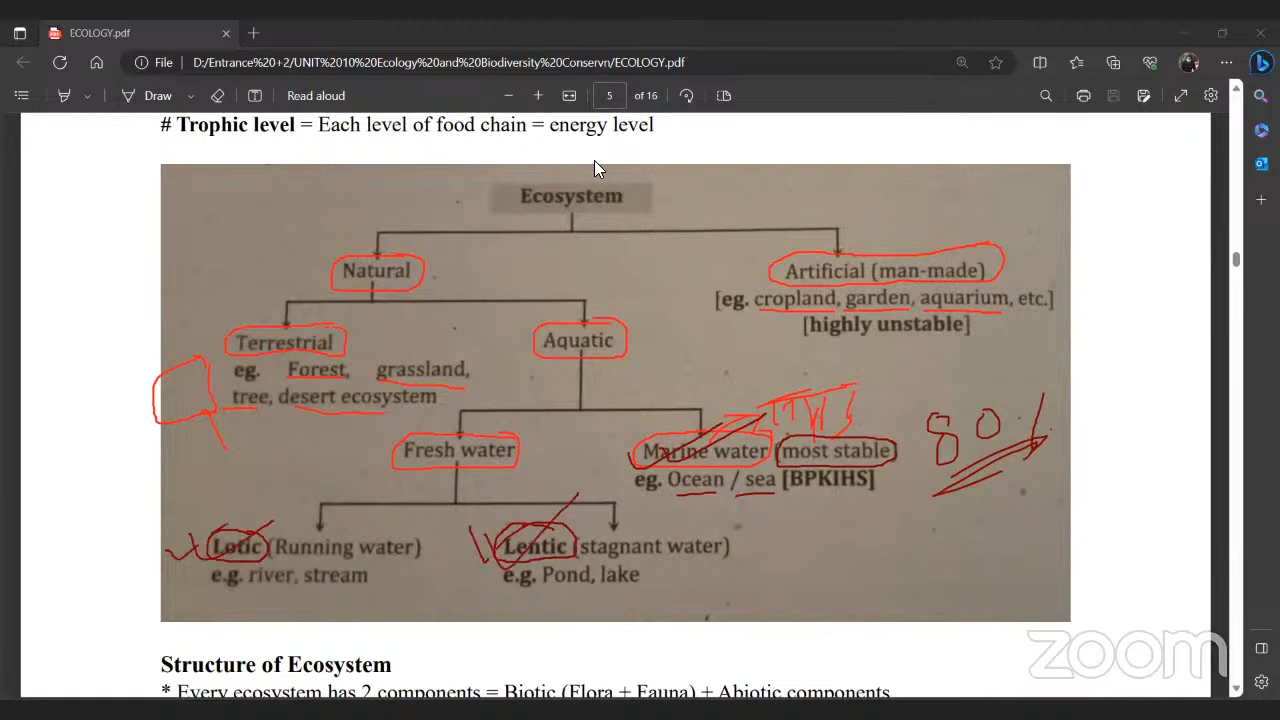 ECOLOGY.pdf
File D:/Entrance%20+2/UNIT%2010%20Ecology%20and%20Biodiversity%20Conservn/ECOLOGY.pdf
Draw Read aloud 5 of 16
# Trophic level = Each level of food chain = energy level
Ecosystem
Natural
Artificial (man-made)
[eg. cropland, garden, aquarium, etc.]
[highly unstable]
Terrestrial
eg. Forest, grassland,
tree, desert ecosystem
Aquatic
Fresh water
Marine water (most stable)
eg. Ocean / sea [BPKIHS]
80%
Lotic (Running water)
e.g. river, stream
Lentic (stagnant water)
e.g. Pond, lake
Structure of Ecosystem
* Every ecosystem has 2 components = Biotic (Flora + Fauna) + Abiotic components
zoom